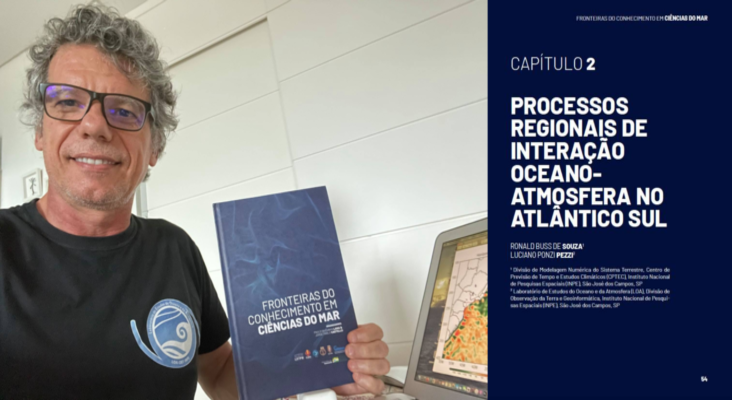 FRONTEIRAS DO CONHECIMENTO EM CIÊNCIAS DO MAR
CAPÍTULO 2
PROCESSOS
REGIONAIS DE
INTERAÇÃO
OCEANO-
ATMOSFERA NO
ATLÂNTICO SUL
RONALD BUSS DE SOUZA¹
LUCIANO PONZI PEZZI²
¹ Divisão de Modelagem Numérica do Sistema Terrestre, Centro de
Previsão de Tempo e Estudos Climáticos (CPTEC), Instituto Nacional
de Pesquisas Espaciais (INPE), São José dos Campos, SP
² Laboratório de Estudos do Oceano e da Atmosfera (LOA), Divisão de
Observação da Terra e Geoinformática, Instituto Nacional de Pesqui-
sas Espaciais (INPE), São José dos Campos, SP
54
FRONTEIRAS DO
CONHECIMENTO EM
CIÊNCIAS DO MAR